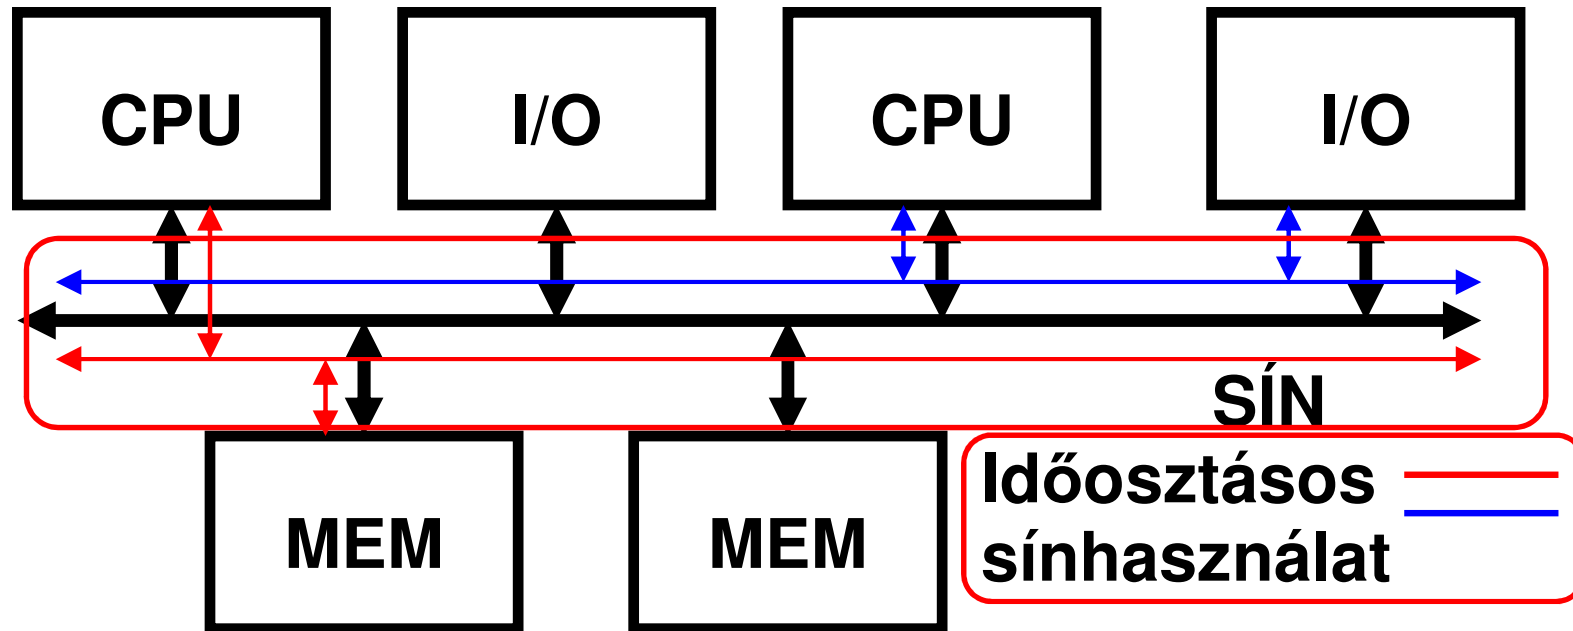 CPU
I/O
CPU
I/O
SÍN
MEM
MEM
Időosztásos
sínhasználat